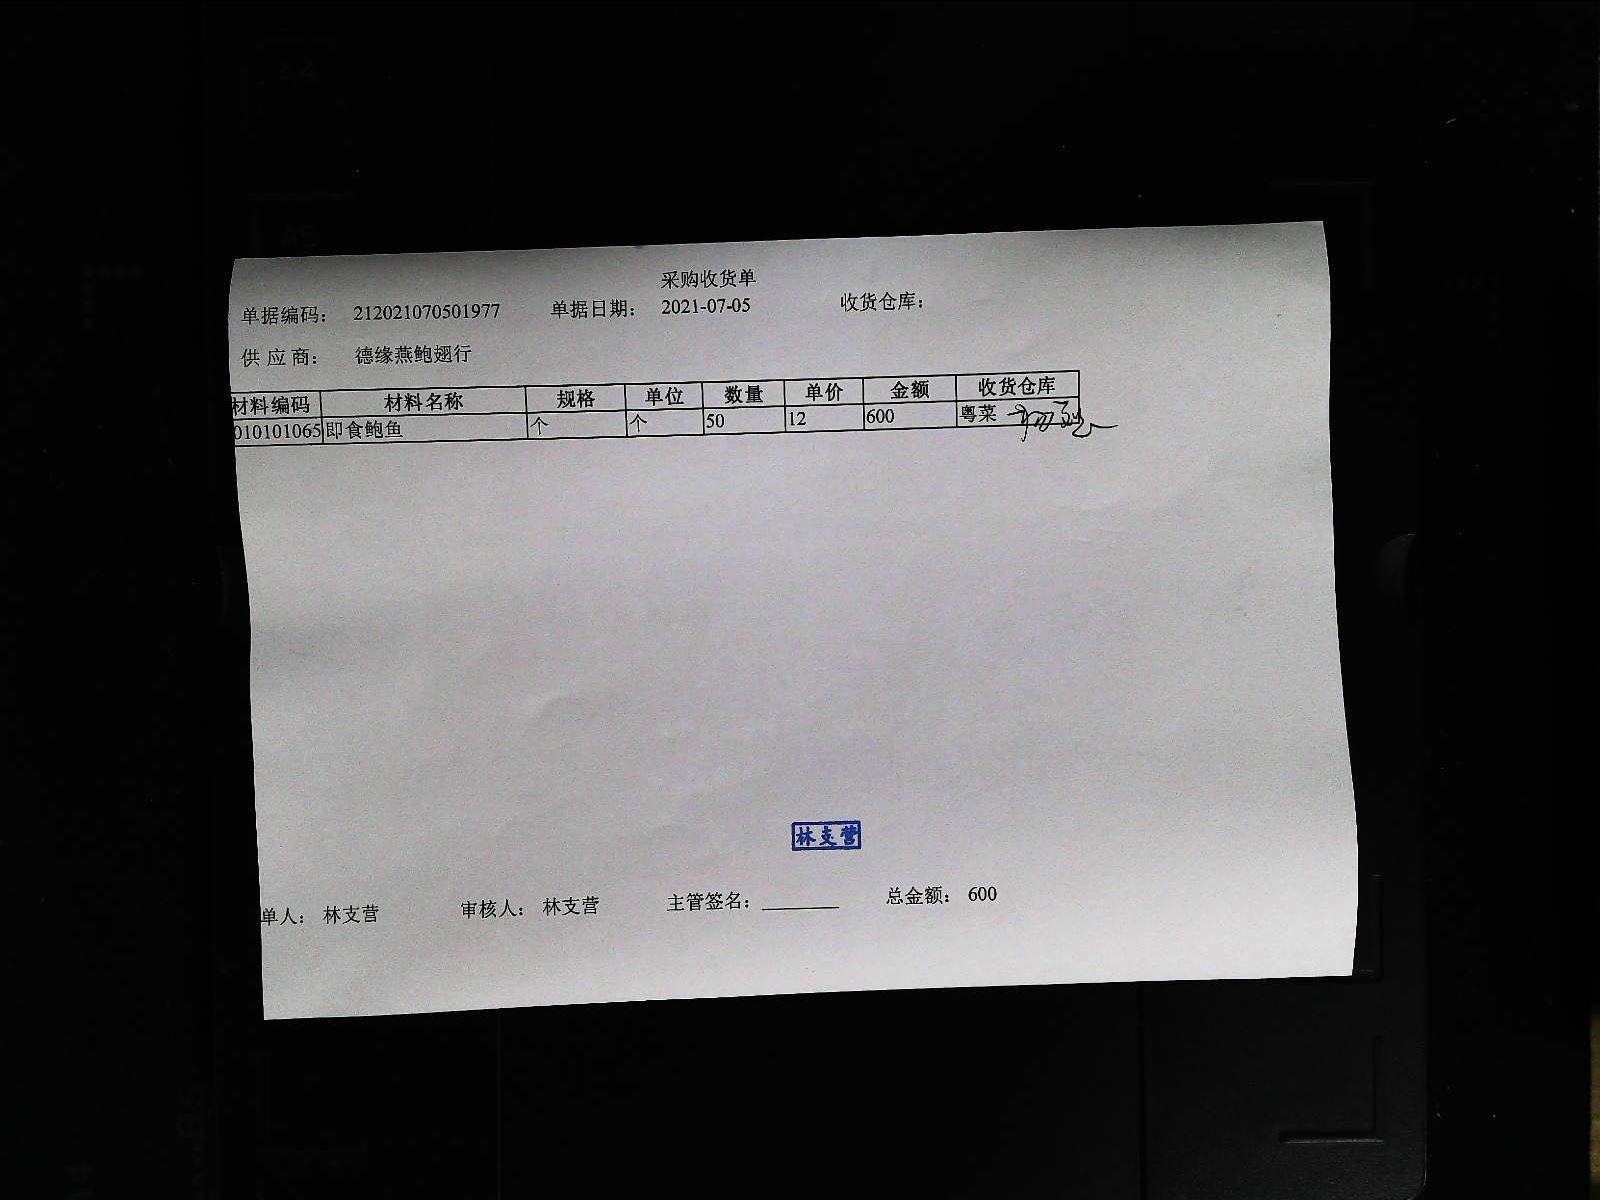 采购收货单
单据编码： 212021070501977 单据日期： 2021-07-05 收货仓库：
供 应 商： 德缘燕鲍翅行
材料编码 材料名称 规格 单位 数量 单价 金额 收货仓库
010101065 即食鲍鱼 个 个 50 12 600 粤菜
林支营
单人： 林支营 审核人： 林支营 主管签名：________ 总金额： 600